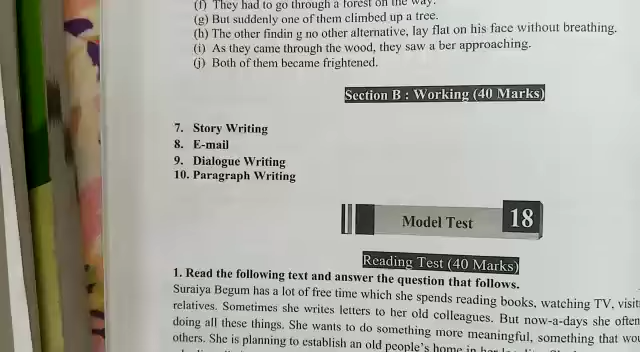 (f) They had to go through a forest on the way.
(g) But suddenly one of them climbed up a tree.
(h) The other findin g no other alternative, lay flat on his face without breathing.
(i) As they came through the wood, they saw a ber approaching.
(j) Both of them became frightened.
Section B : Working (40 Marks)
7. Story Writing
8. E-mail
9. Dialogue Writing
10. Paragraph Writing
Model Test 18
Reading Test (40 Marks)
1. Read the following text and answer the question that follows.
Suraiya Begum has a lot of free time which she spends reading books, watching TV, visit
relatives. Sometimes she writes letters to her old colleagues. But now-a-days she often
doing all these things. She wants to do something more meaningful, something that wo
others. She is planning to establish an old people's home in her